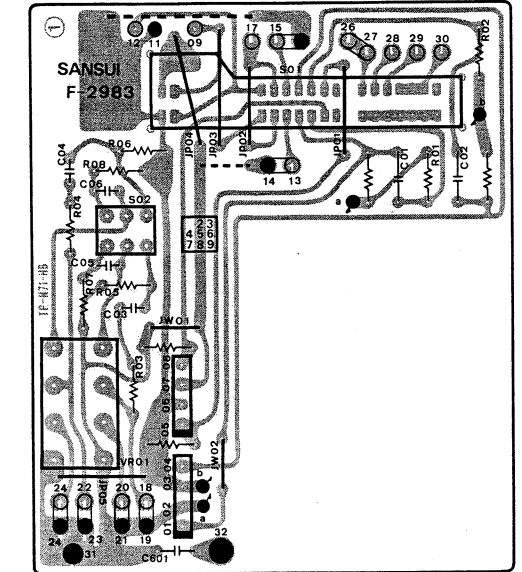 1
12 11 09 17 15 26 27 28 29 30 R02
SANSUI
F-2983
S01
b
JP04 JP03 JP02 JP01
C04 R06 R08 C06
14 13
C01 R01 C02
a
R04 S02
2 3
4 5 6
7 8 9
C05 R07 R05 C03
JW01
R03
05 06 07 08
VR01 JP05
JW02
03 04
b
a
01 02
24 22 20 18
24 23 21 19
31 C601 32